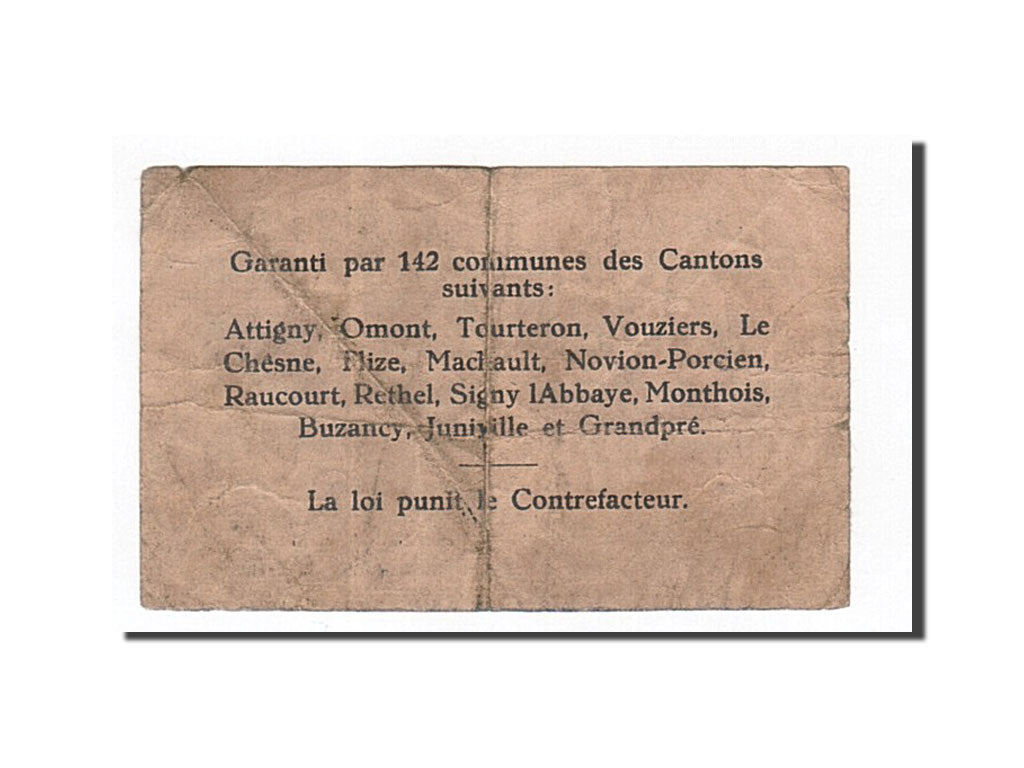 Garanti par 142 communes des Cantons
suivants:
Attigny, Omont, Tourteron, Vouziers, Le
Chesne, Flize, Machault, Novion-Porcien,
Raucourt, Rethel, Signy lAbbaye, Monthois,
Buzancy, Juniville et Grandpré.
La loi punit le Contrefacteur.